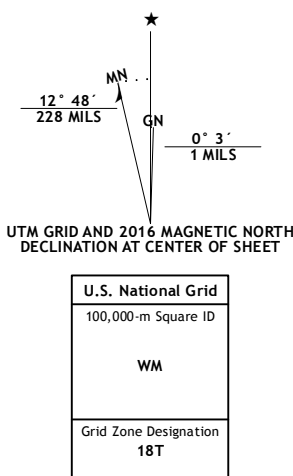 ★
MN
GN
12° 48´
228 MILS
0° 3´
1 MILS
UTM GRID AND 2016 MAGNETIC NORTH
DECLINATION AT CENTER OF SHEET
U.S. National Grid
100,000-m Square ID
WM
Grid Zone Designation
18T